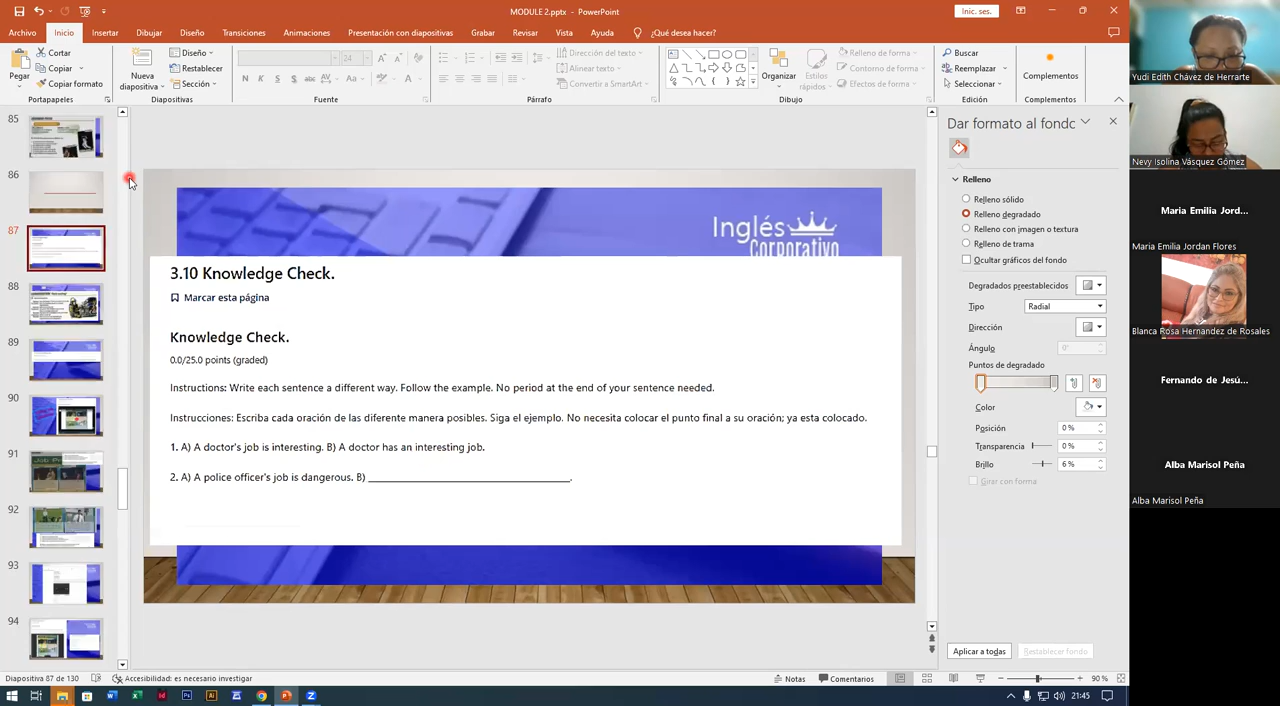 MODULE 2.pptx - PowerPoint
Inic. ses.
Archivo Inicio Insertar Dibujar Diseño Transiciones Animaciones Presentación con diapositivas Grabar Revisar Vista Ayuda ¿Qué desea hacer?
Pegar
Cortar
Copiar
Copiar formato
Portapapeles
Nueva diapositiva
Diseño
Restablecer
Sección
Diapositivas
24
N K S S abc AV Aa A
Fuente
Dirección del texto
Alinear texto
Convertir a SmartArt
Párrafo
Organizar
Estilos rápidos
Relleno de forma
Contorno de forma
Efectos de forma
Dibujo
Buscar
Reemplazar
Seleccionar
Edición
Complementos
Complementos
85
86
87
88
89
90
91
92
93
94
Inglés
Corporativo
3.10 Knowledge Check.
Marcar esta página
Knowledge Check.
0.0/25.0 points (graded)
Instructions: Write each sentence a different way. Follow the example. No period at the end of your sentence needed.
Instrucciones: Escriba cada oración de las diferente manera posibles. Siga el ejemplo. No necesita colocar el punto final a su oración; ya esta colocado.
1. A) A doctor's job is interesting. B) A doctor has an interesting job.
2. A) A police officer's job is dangerous. B) ______________________________.
Dar formato al fondo
Relleno
Relleno sólido
Relleno degradado
Relleno con imagen o textura
Relleno de trama
Ocultar gráficos del fondo
Degradados preestablecidos
Tipo Radial
Dirección
Ángulo 0°
Puntos de degradado
Color
Posición 0 %
Transparencia 0 %
Brillo 6 %
Girar con forma
Aplicar a todas Restablecer fondo
Yudi Edith Chávez de Herrarte
Nevy Isolina Vásquez Gómez
Maria Emilia Jord...
Maria Emilia Jordan Flores
Blanca Rosa Hernandez de Rosales
Fernando de Jesú...
Alba Marisol Peña
Alba Marisol Peña
Diapositiva 87 de 130 Accesibilidad: es necesario investigar
Notas Comentarios 90 %
21:45